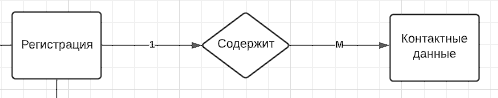 Регистрация
1
Содержит
М
Контактные
данные